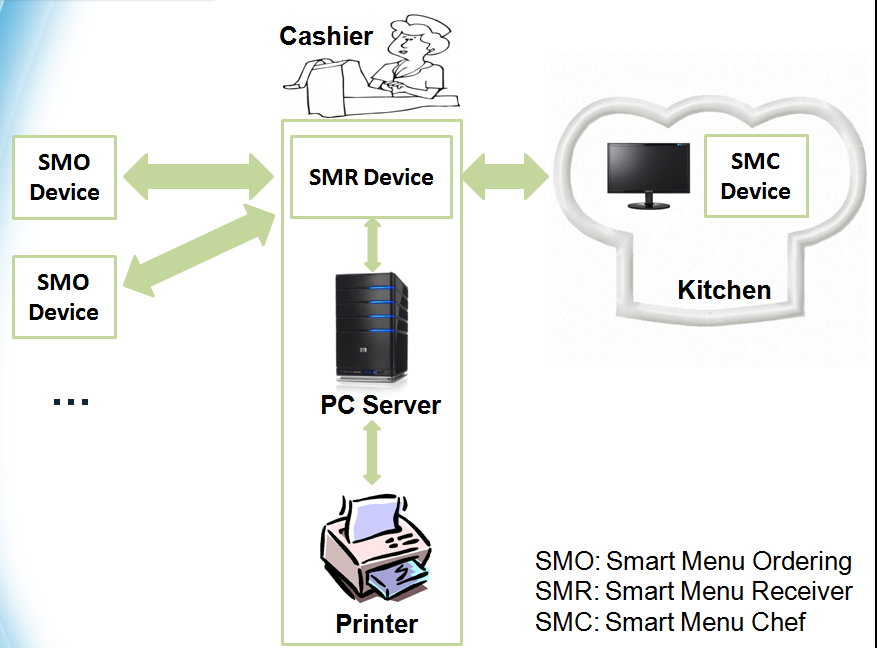 Cashier
SMO
Device
SMR Device
SMC
Device
SMO
Device
Kitchen
...
PC Server
Printer
SMO: Smart Menu Ordering
SMR: Smart Menu Receiver
SMC: Smart Menu Chef